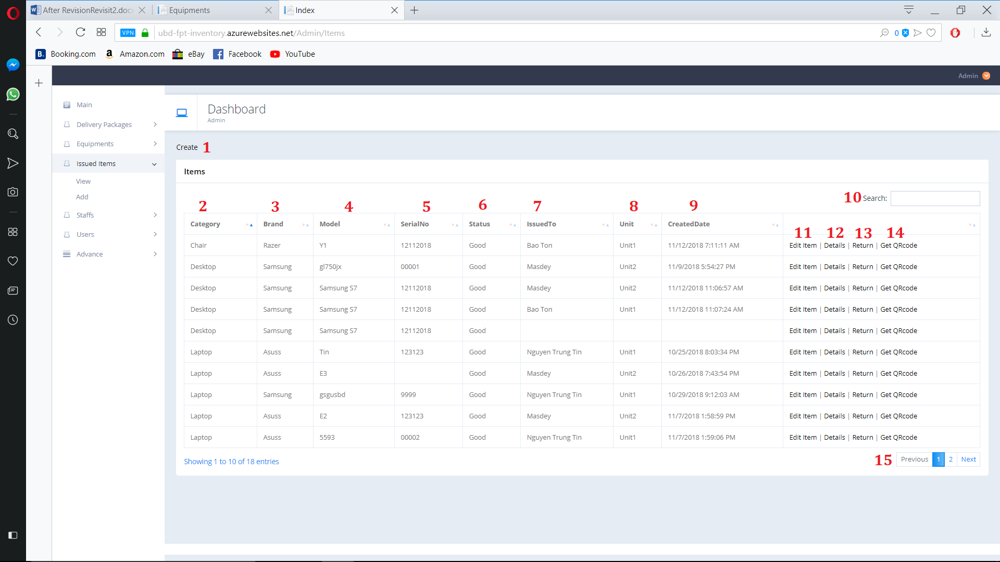 After RevisionRevisit2.docx
Equipments
Index
VPN
ubd-fpt-inventory.azurewebsites.net/Admin/Items
0
B. Booking.com
a Amazon.com
eBay
Facebook
YouTube
Admin
Main
Delivery Packages
Equipments
Issued Items
View
Add
Staffs
Users
Advance
Dashboard
Admin
Create 1
Items
10 Search:
2 3 4 5 6 7 8 9
Category Brand Model SerialNo Status IssuedTo Unit CreatedDate
11 12 13 14
Chair Razer Y1 12112018 Good Bao Ton Unit1 11/12/2018 7:11:11 AM Edit Item | Details | Return | Get QRcode
Desktop Samsung gl750jx 00001 Good Masdey Unit2 11/9/2018 5:54:27 PM Edit Item | Details | Return | Get QRcode
Desktop Samsung Samsung S7 12112018 Good Masdey Unit2 11/12/2018 11:06:57 AM Edit Item | Details | Return | Get QRcode
Desktop Samsung Samsung S7 12112018 Good Bao Ton Unit1 11/12/2018 11:07:24 AM Edit Item | Details | Return | Get QRcode
Desktop Samsung Samsung S7 12112018 Good Edit Item | Details | Return | Get QRcode
Laptop Asuss Tin 123123 Good Nguyen Trung Tin Unit1 10/25/2018 8:03:34 PM Edit Item | Details | Return | Get QRcode
Laptop Asuss E3 Good Masdey Unit2 10/26/2018 7:43:54 PM Edit Item | Details | Return | Get QRcode
Laptop Samsung gsgusbd 9999 Good Nguyen Trung Tin Unit1 10/29/2018 9:12:03 AM Edit Item | Details | Return | Get QRcode
Laptop Asuss E2 123123 Good Masdey Unit2 11/7/2018 1:58:59 PM Edit Item | Details | Return | Get QRcode
Laptop Asuss 5593 00002 Good Nguyen Trung Tin Unit1 11/7/2018 1:59:06 PM Edit Item | Details | Return | Get QRcode
Showing 1 to 10 of 18 entries
15 Previous 1 2 Next